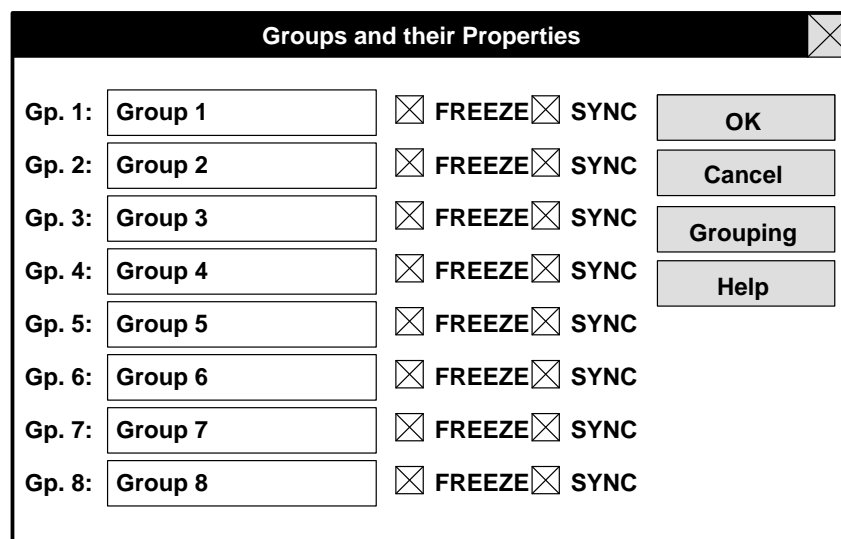 Groups and their Properties
Gp. 1: Group 1 FREEZE SYNC OK
Gp. 2: Group 2 FREEZE SYNC Cancel
Gp. 3: Group 3 FREEZE SYNC Grouping
Gp. 4: Group 4 FREEZE SYNC Help
Gp. 5: Group 5 FREEZE SYNC
Gp. 6: Group 6 FREEZE SYNC
Gp. 7: Group 7 FREEZE SYNC
Gp. 8: Group 8 FREEZE SYNC